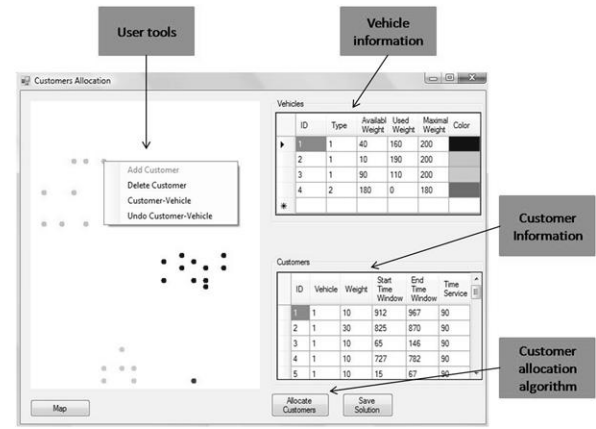 User tools
Vehicle
information
Customers Allocation
Vehicles
ID Type Availabl Weight Used Weight Maximal Weight Color
1 1 40 160 200
2 1 10 190 200
3 1 90 110 200
4 2 180 0 180
Add Customer
Delete Customer
Customer-Vehicle
Undo Customer-Vehicle
Customer
Information
Customers
ID Vehicle Weight Start Time Window End Time Window Time Service
1 1 10 912 967 90
2 1 30 825 870 90
3 1 10 65 146 90
4 1 10 727 782 90
5 1 10 15 67 90
Customer
allocation
algorithm
Map
Allocate
Customers
Save
Solution